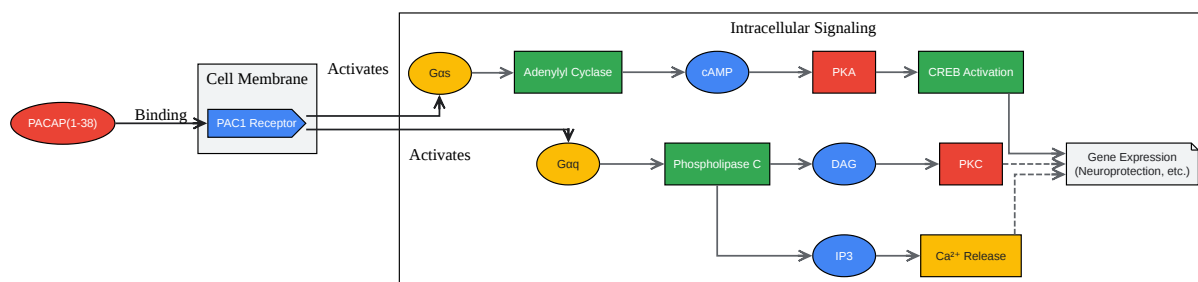 Intracellular Signaling
Activates
Gαs
Adenylyl Cyclase
cAMP
PKA
CREB Activation
Cell Membrane
PACAP(1-38)
Binding
PAC1 Receptor
Activates
Gαq
Phospholipase C
DAG
PKC
Gene Expression
(Neuroprotection, etc.)
IP3
Ca²⁺ Release